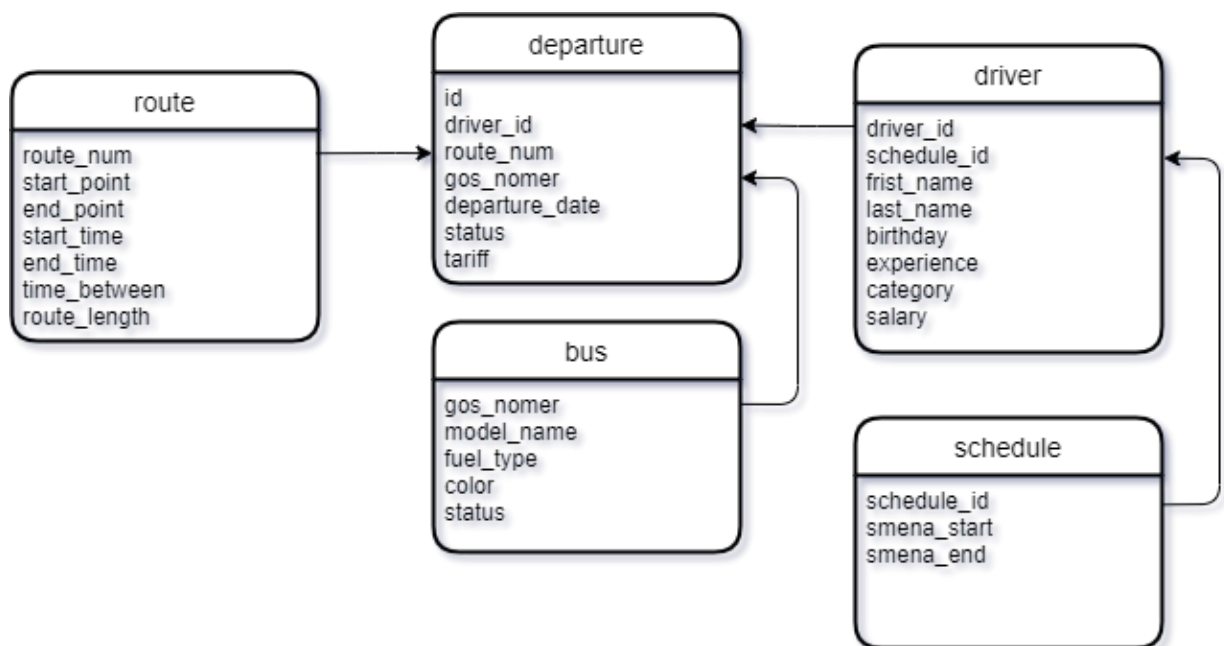 route
route_num
start_point
end_point
start_time
end_time
time_between
route_length
departure
id
driver_id
route_num
gos_nomer
departure_date
status
tariff
bus
gos_nomer
model_name
fuel_type
color
status
driver
driver_id
schedule_id
frist_name
last_name
birthday
experience
category
salary
schedule
schedule_id
smena_start
smena_end